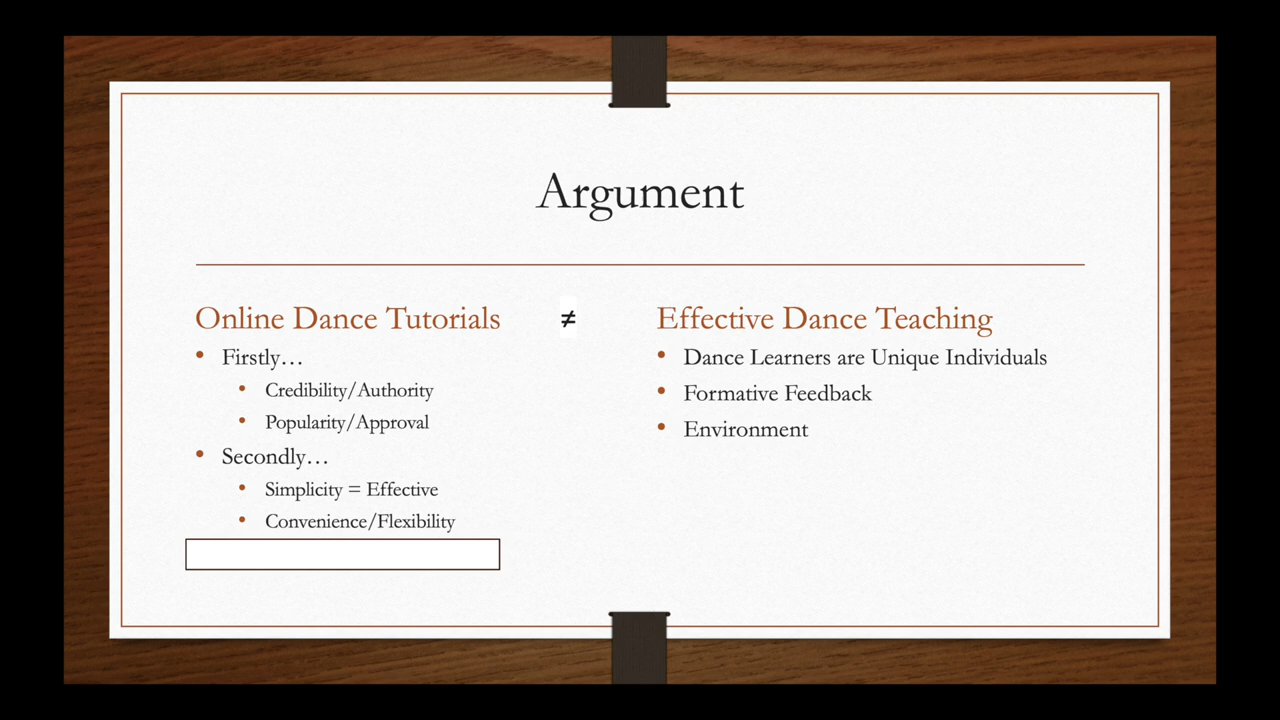 Argument
Online Dance Tutorials
≠
Effective Dance Teaching
• Firstly…
• Credibility/Authority
• Popularity/Approval
• Secondly…
• Simplicity = Effective
• Convenience/Flexibility
• Dance Learners are Unique Individuals
• Formative Feedback
• Environment